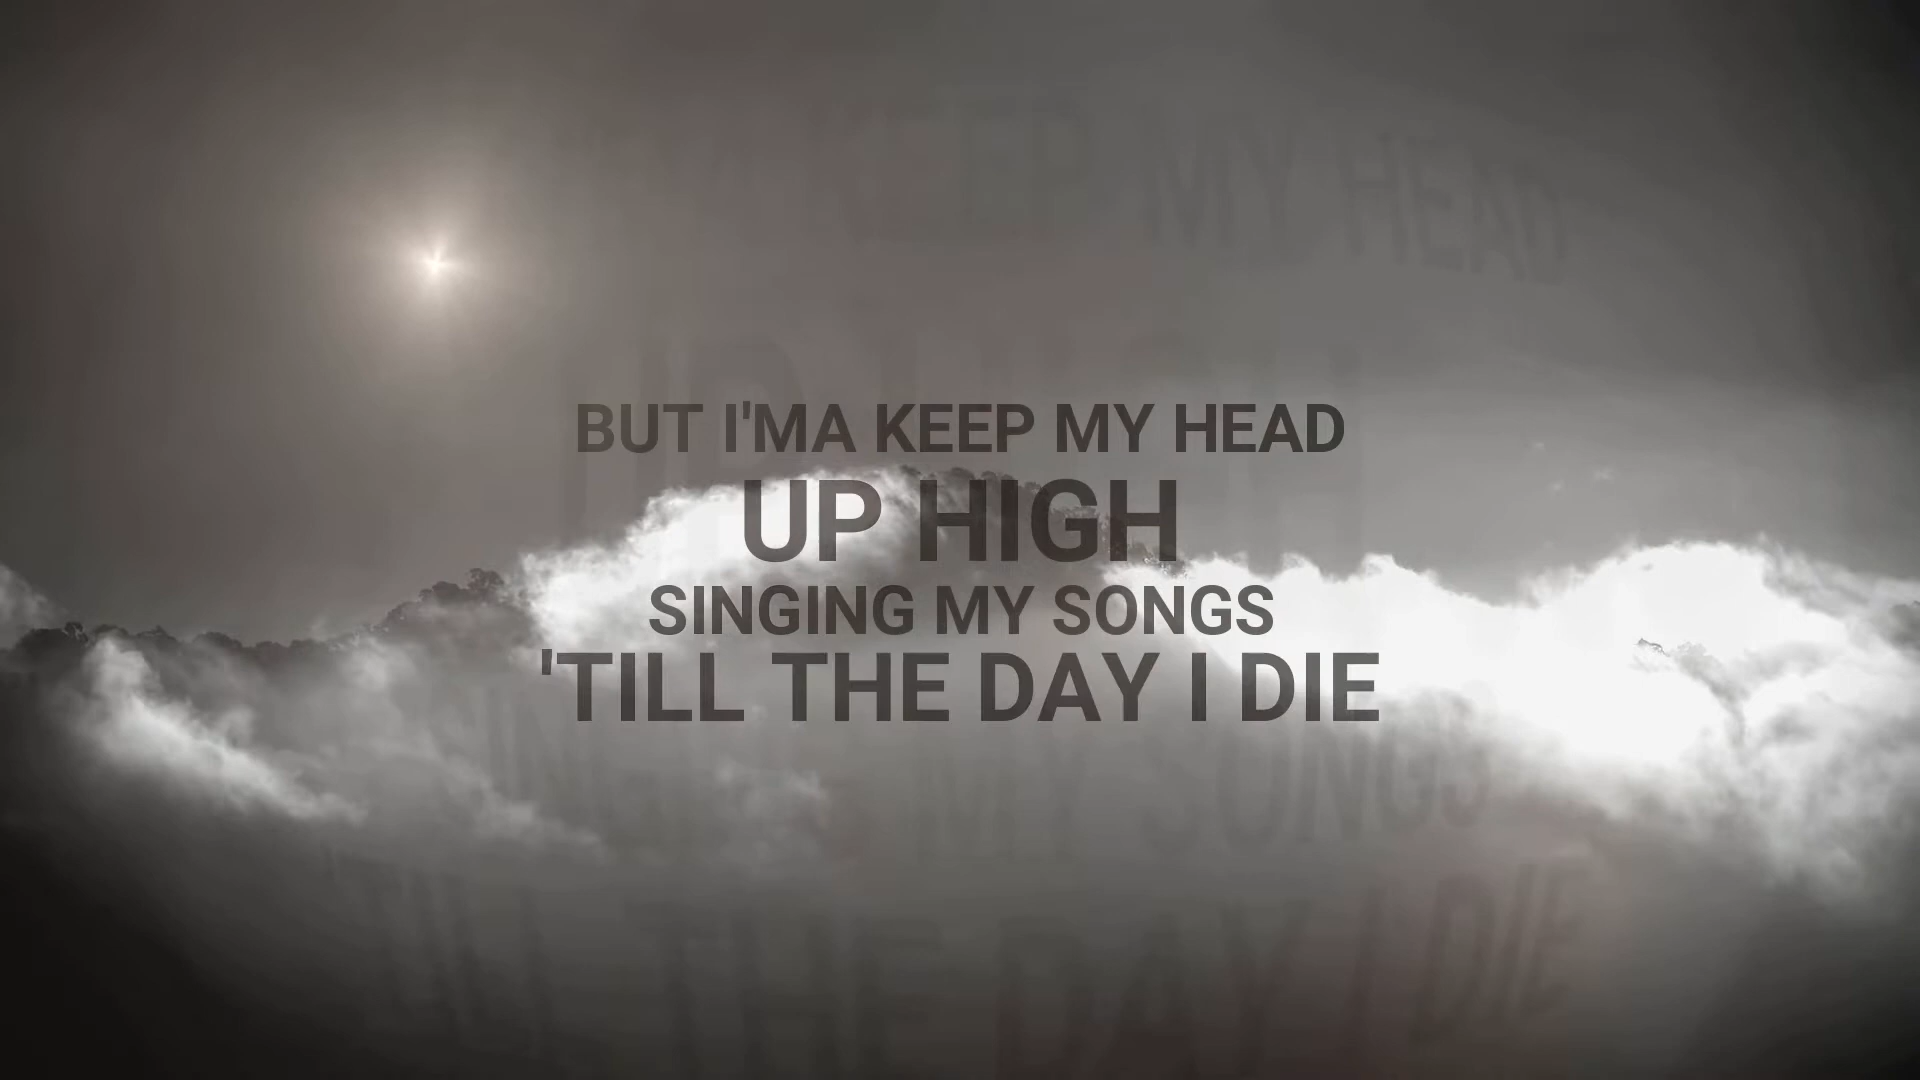 BUT I'MA KEEP MY HEAD
UP HIGH
SINGING MY SONGS
'TILL THE DAY I DIE